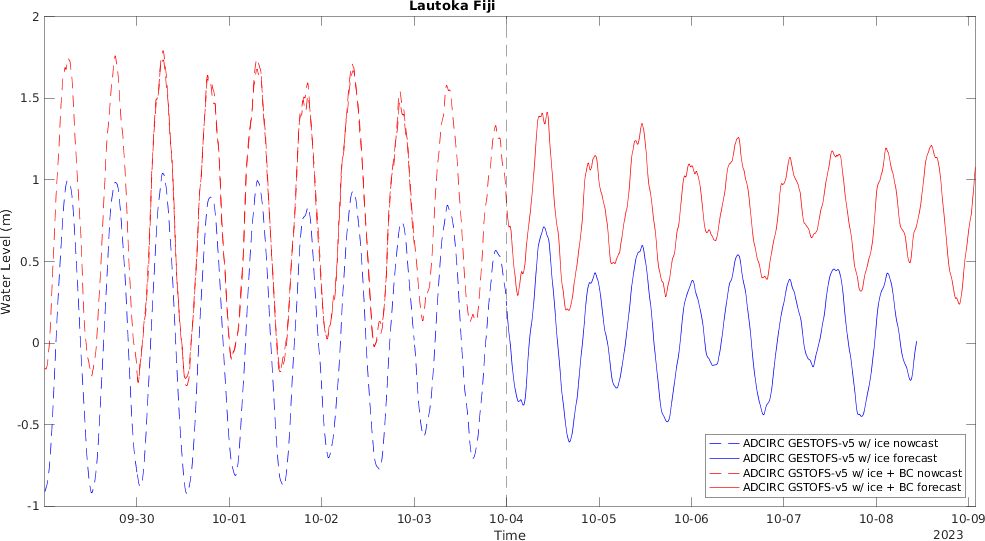 Lautoka Fiji
2
1.5
1
0.5
0
-0.5
-1
Water Level (m)
ADCIRC GESTOFS-v5 w/ ice nowcast
ADCIRC GESTOFS-v5 w/ ice forecast
ADCIRC GSTOFS-v5 w/ ice + BC nowcast
ADCIRC GSTOFS-v5 w/ ice + BC forecast
09-30 10-01 10-02 10-03 10-04 10-05 10-06 10-07 10-08 10-09
Time
2023